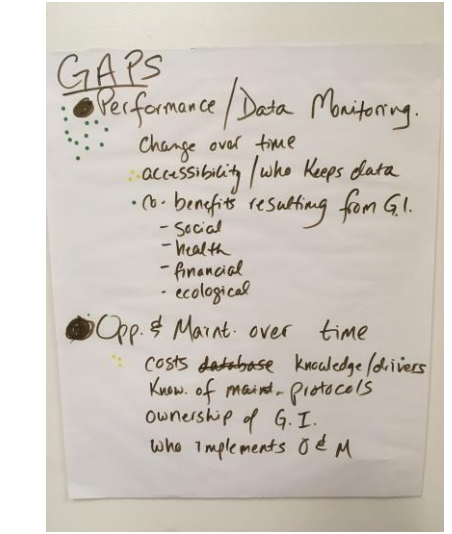 GAPS
● Performance / Data Monitoring.
Change over time
accessibility / who keeps data
• Co-benefits resulting from G.I.
- Social
- health
- financial
- ecological
● Opp. & Maint. over time
costs database knowledge/drivers
Know. of maint. protocols
ownership of G.I.
who implements O & M